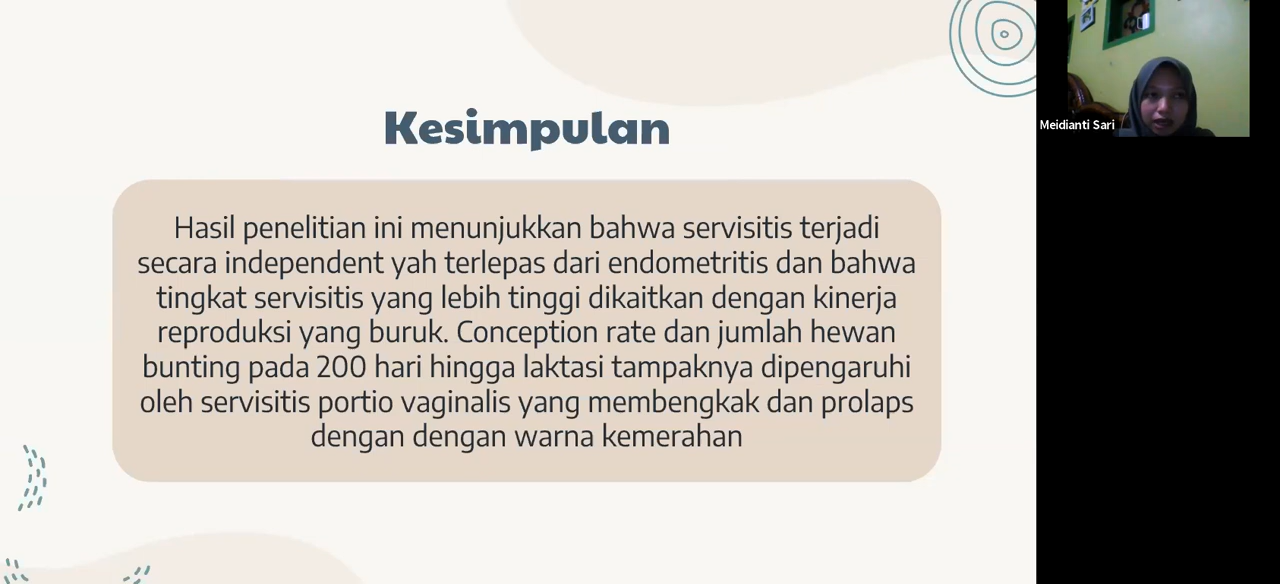 Kesimpulan
Hasil penelitian ini menunjukkan bahwa servisitis terjadi
secara independent yah terlepas dari endometritis dan bahwa
tingkat servisitis yang lebih tinggi dikaitkan dengan kinerja
reproduksi yang buruk. Conception rate dan jumlah hewan
bunting pada 200 hari hingga laktasi tampaknya dipengaruhi
oleh servisitis portio vaginalis yang membengkak dan prolaps
dengan dengan warna kemerahan
Meidianti Sari